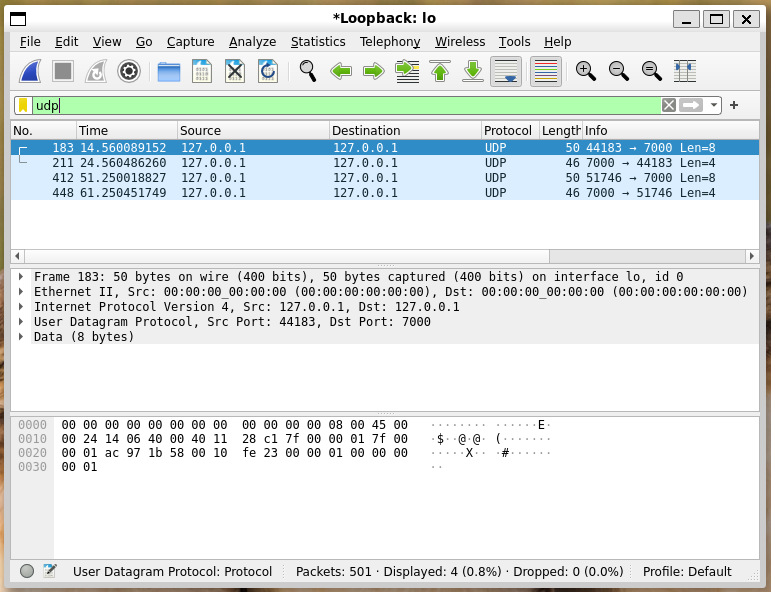 *Loopback: lo
File Edit View Go Capture Analyze Statistics Telephony Wireless Tools Help
udp
No. Time Source Destination Protocol Length Info
183 14.560089152 127.0.0.1 127.0.0.1 UDP 50 44183 → 7000 Len=8
211 24.560486260 127.0.0.1 127.0.0.1 UDP 46 7000 → 44183 Len=4
412 51.250018827 127.0.0.1 127.0.0.1 UDP 50 51746 → 7000 Len=8
448 61.250451749 127.0.0.1 127.0.0.1 UDP 46 7000 → 51746 Len=4
Frame 183: 50 bytes on wire (400 bits), 50 bytes captured (400 bits) on interface lo, id 0
Ethernet II, Src: 00:00:00_00:00:00 (00:00:00:00:00:00), Dst: 00:00:00_00:00:00 (00:00:00:00:00:00)
Internet Protocol Version 4, Src: 127.0.0.1, Dst: 127.0.0.1
User Datagram Protocol, Src Port: 44183, Dst Port: 7000
Data (8 bytes)
0000 00 00 00 00 00 00 00 00 00 00 00 00 08 00 45 00 ········ ······E·
0010 00 24 14 06 40 00 40 11 28 c1 7f 00 00 01 7f 00 ·$··@·@· (·······
0020 00 01 ac 97 1b 58 00 10 fe 23 00 00 01 00 00 00 ·····X·· ·#······
0030 00 01 ··
User Datagram Protocol: Protocol Packets: 501 · Displayed: 4 (0.8%) · Dropped: 0 (0.0%) Profile: Default